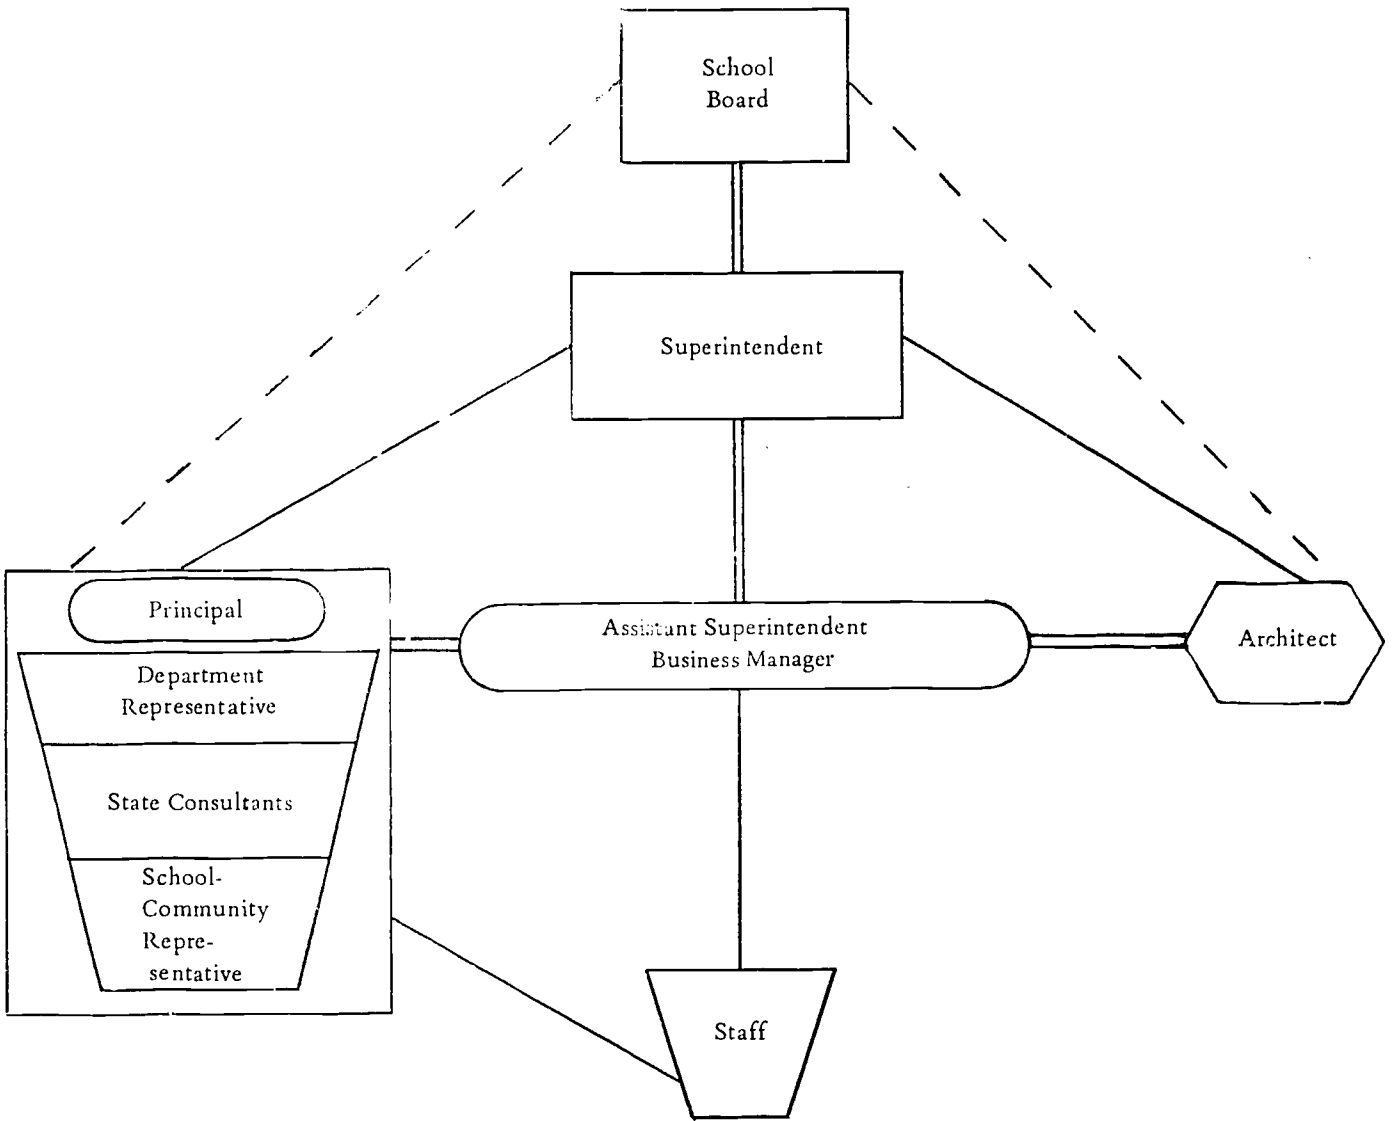 School
Board
Superintendent
Principal
Department
Representative
State Consultants
School-
Community
Repre-
sentative
Assistant Superintendent
Business Manager
Architect
Staff